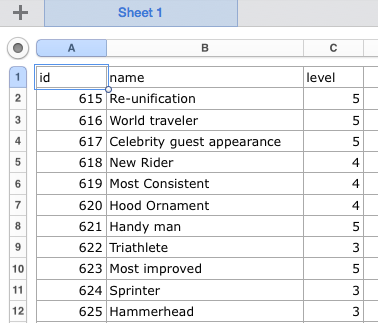 + Sheet 1
A B C
1 id name level
2 615 Re-unification 5
3 616 World traveler 5
4 617 Celebrity guest appearance 5
5 618 New Rider 4
6 619 Most Consistent 4
7 620 Hood Ornament 4
8 621 Handy man 5
9 622 Triathlete 3
10 623 Most improved 5
11 624 Sprinter 3
12 625 Hammerhead 3